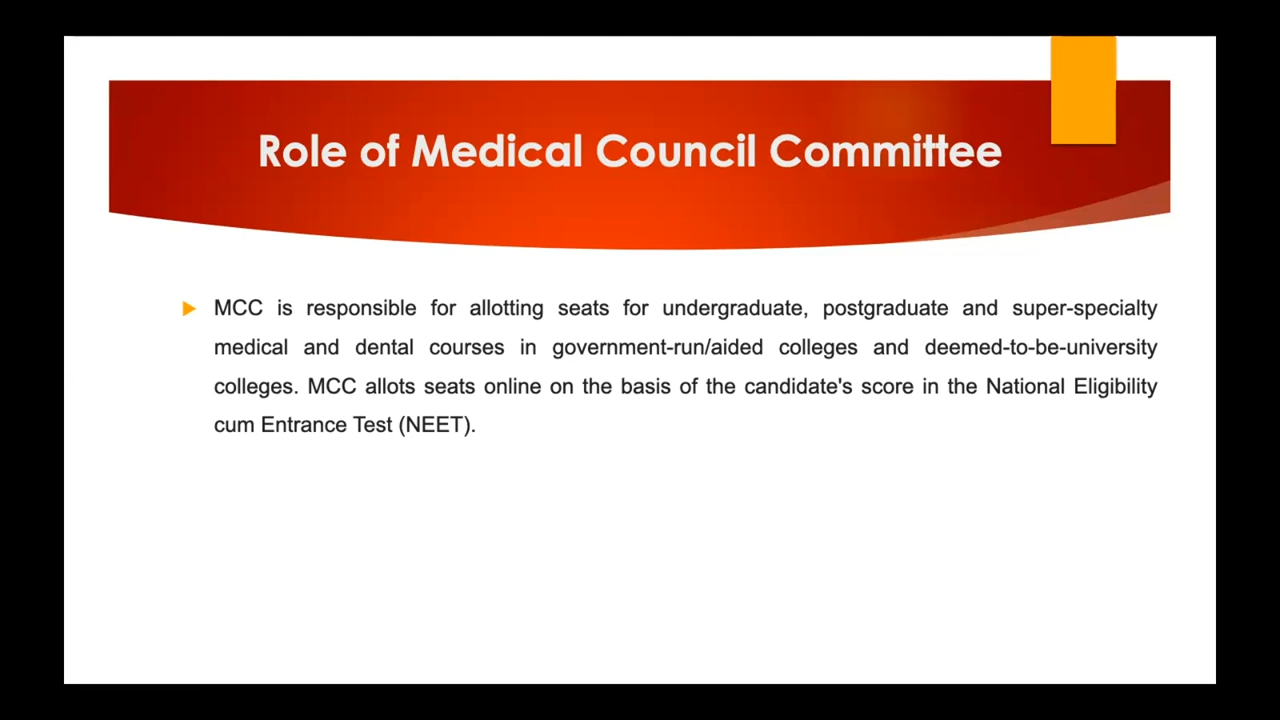 Role of Medical Council Committee
MCC is responsible for allotting seats for undergraduate, postgraduate and super-specialty
medical and dental courses in government-run/aided colleges and deemed-to-be-university
colleges. MCC allots seats online on the basis of the candidate's score in the National Eligibility
cum Entrance Test (NEET).